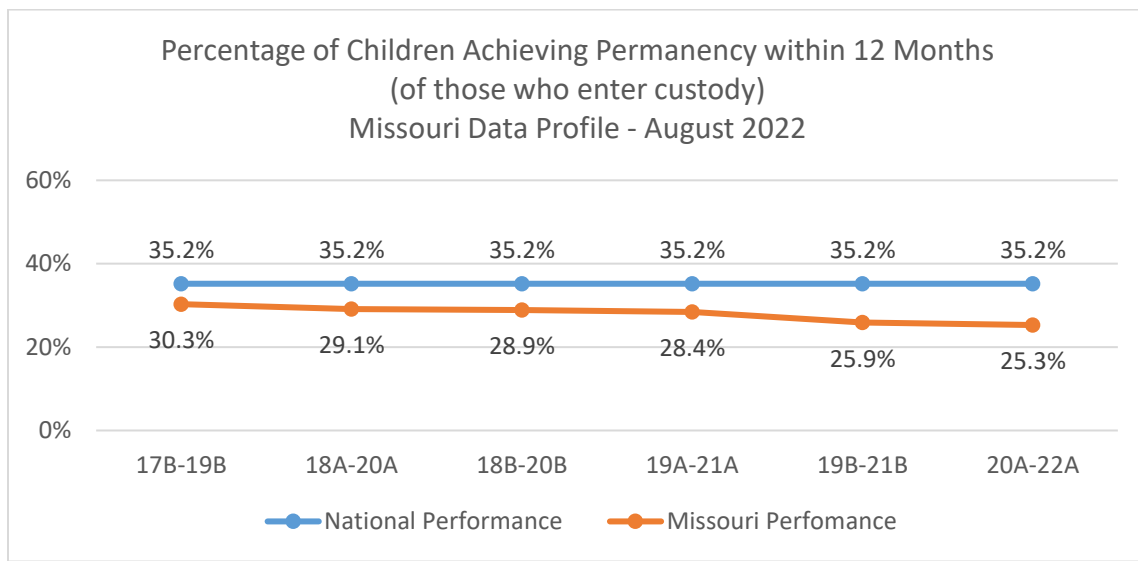 Percentage of Children Achieving Permanency within 12 Months
(of those who enter custody)
Missouri Data Profile - August 2022
60%
35.2% 35.2% 35.2% 35.2% 35.2% 35.2%
40%
30.3% 29.1% 28.9% 28.4% 25.9% 25.3%
20%
0%
17B-19B 18A-20A 18B-20B 19A-21A 19B-21B 20A-22A
National Performance Missouri Perfomance